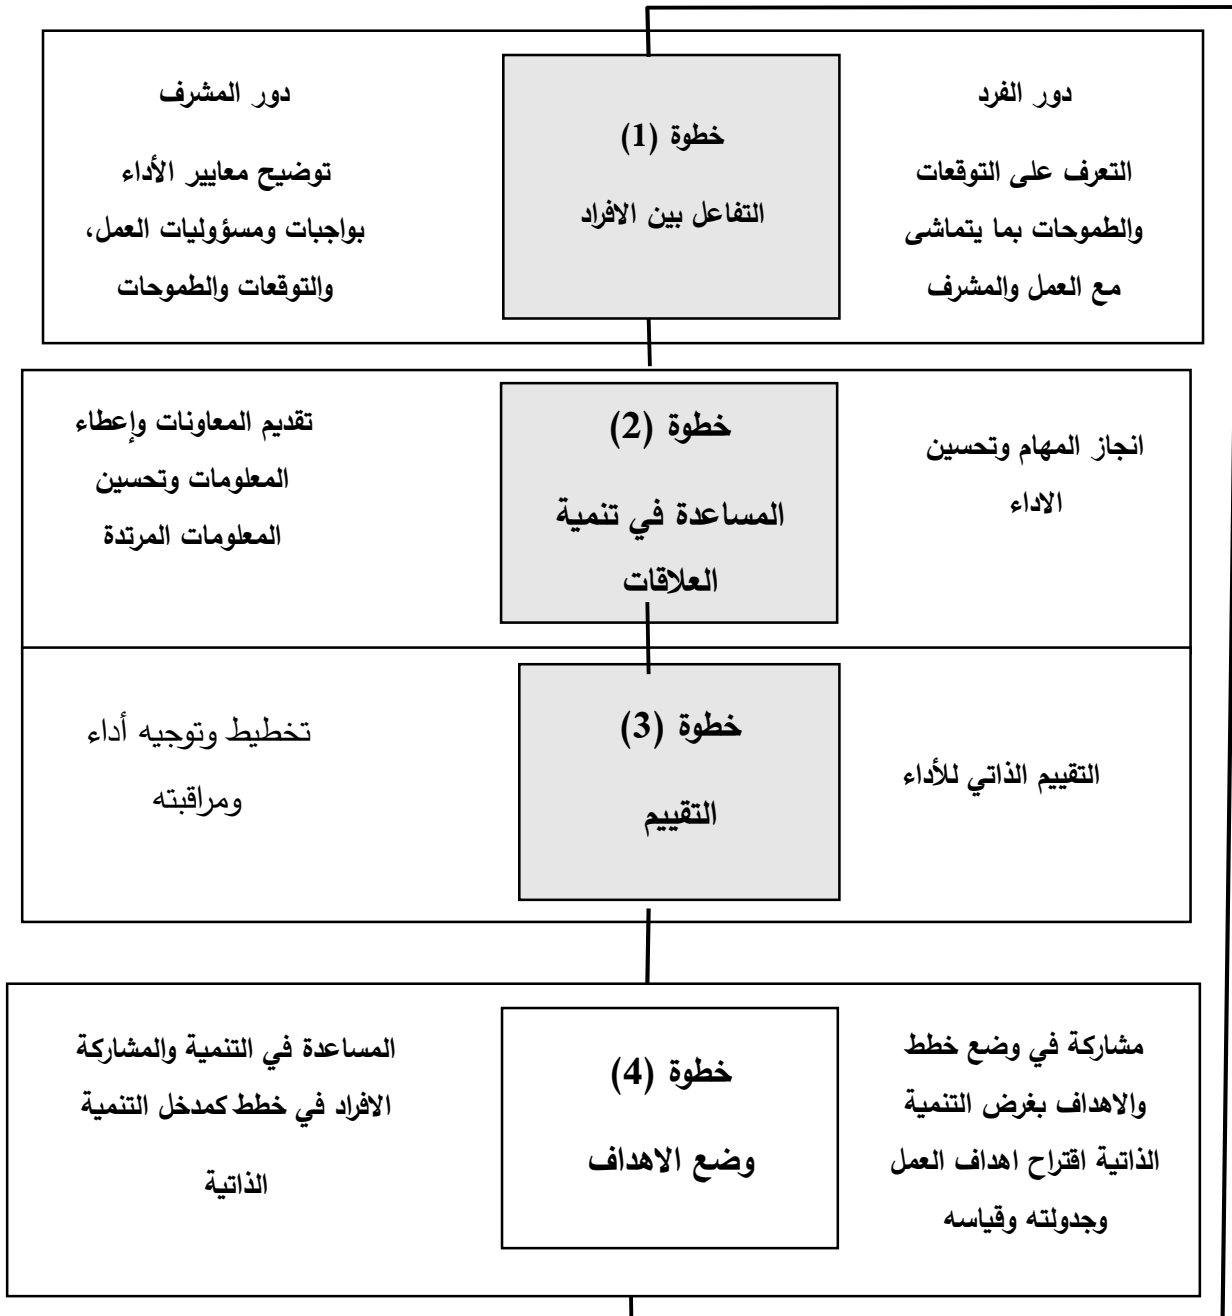 دور الفرد
التعرف على التوقعات
والطموحات بما يتماشى
مع العمل والمشرف
خطوة (1)
التفاعل بين الافراد
دور المشرف
توضيح معايير الأداء
بواجبات ومسؤوليات العمل،
والتوقعات والطموحات
انجاز المهام وتحسين
الاداء
خطوة (2)
المساعدة في تنمية
العلاقات
تقديم المعاونات وإعطاء
المعلومات وتحسين
المعلومات المرتدة
التقييم الذاتي للأداء
خطوة (3)
التقييم
تخطيط وتوجيه أداء
ومراقبته
مشاركة في وضع خطط
والاهداف بغرض التنمية
الذاتية اقتراح اهداف العمل
وجدولته وقياسه
خطوة (4)
وضع الاهداف
المساعدة في التنمية والمشاركة
الافراد في خطط كمدخل التنمية
الذاتية